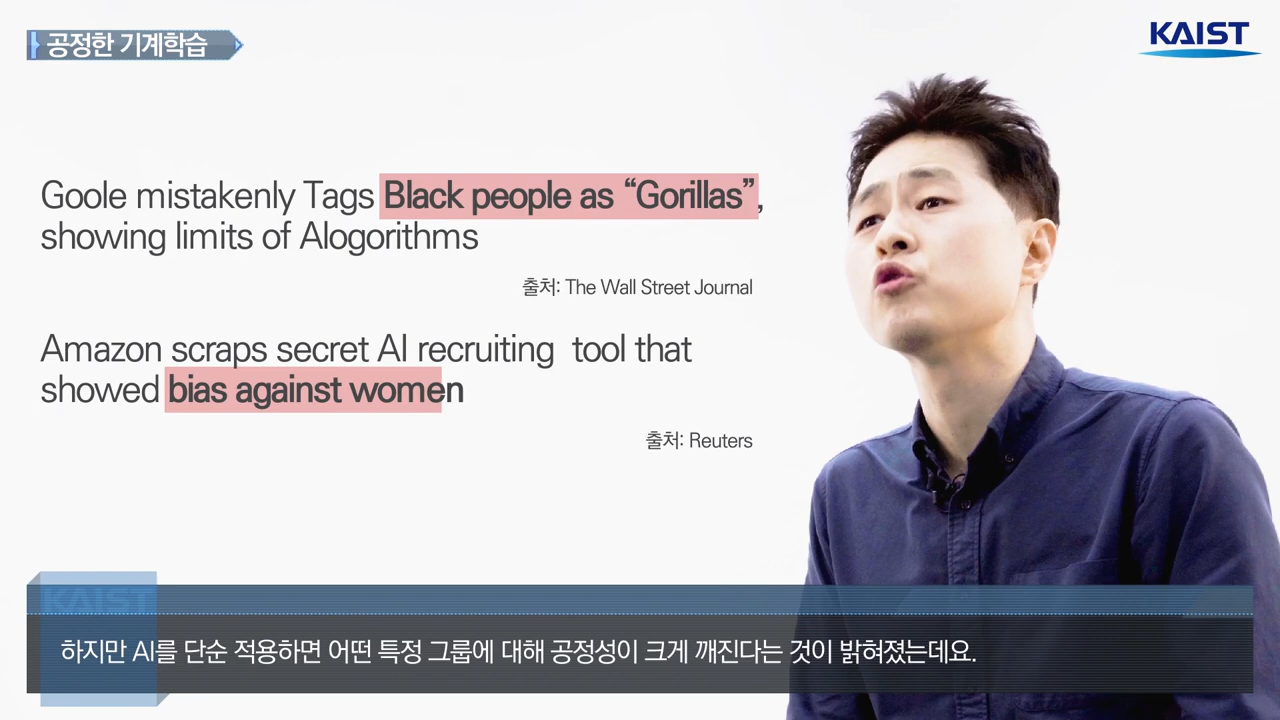 공정한 기계학습
KAIST
Goole mistakenly Tags Black people as “Gorillas”,
showing limits of Alogorithms
출처: The Wall Street Journal
Amazon scraps secret AI recruiting tool that
showed bias against women
출처: Reuters
KAIST
하지만 AI를 단순 적용하면 어떤 특정 그룹에 대해 공정성이 크게 깨진다는 것이 밝혀졌는데요.